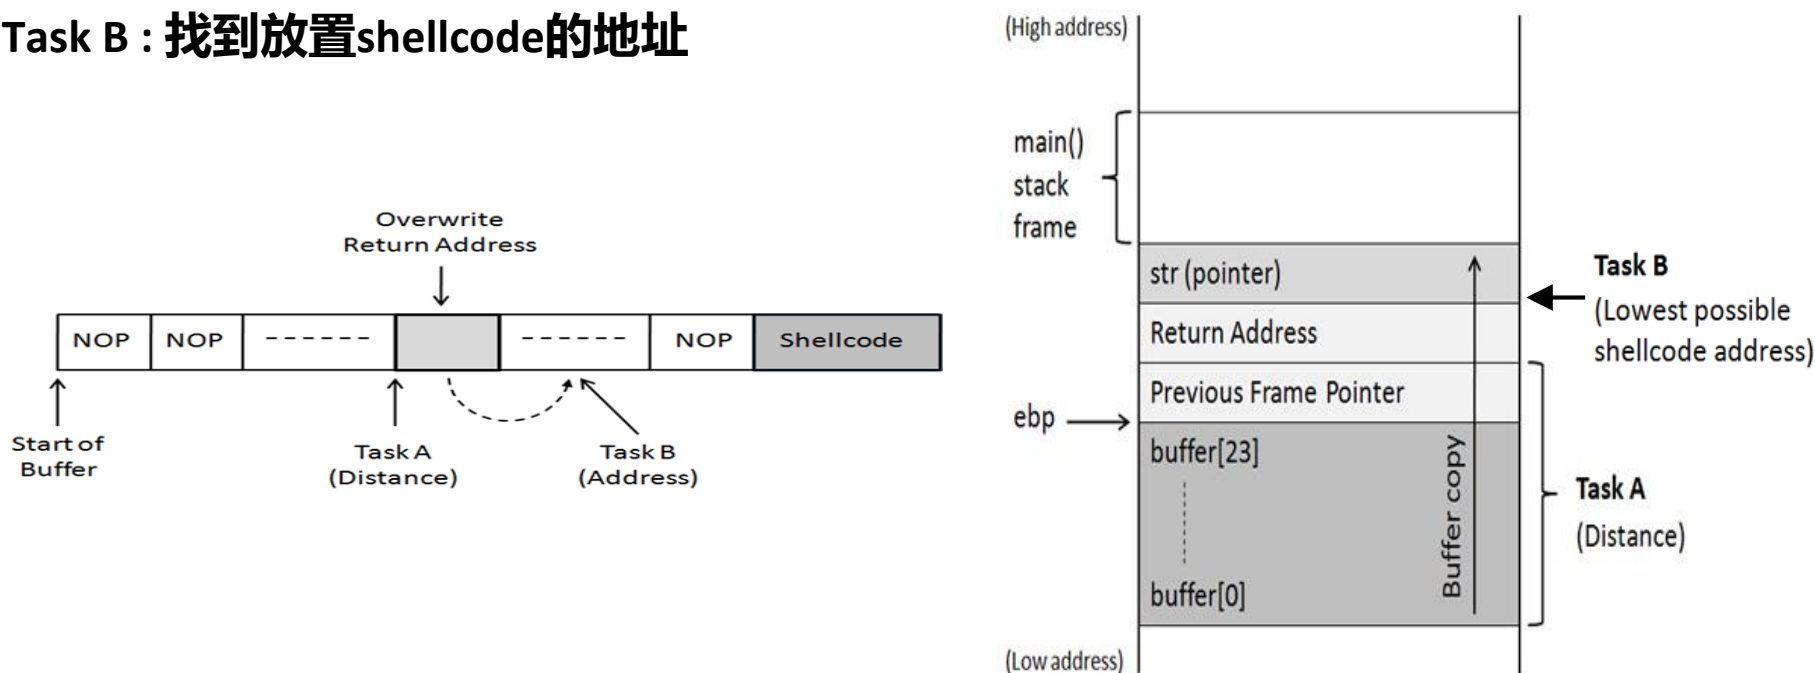 Task B : 找到放置shellcode的地址
Overwrite
Return Address
NOP
NOP
------
------
NOP
Shellcode
Start of
Buffer
Task A
(Distance)
Task B
(Address)
(High address)
main()
stack
frame
str (pointer)
Return Address
Previous Frame Pointer
ebp
buffer[23]
buffer[0]
Buffer copy
Task B
(Lowest possible
shellcode address)
Task A
(Distance)
(Low address)